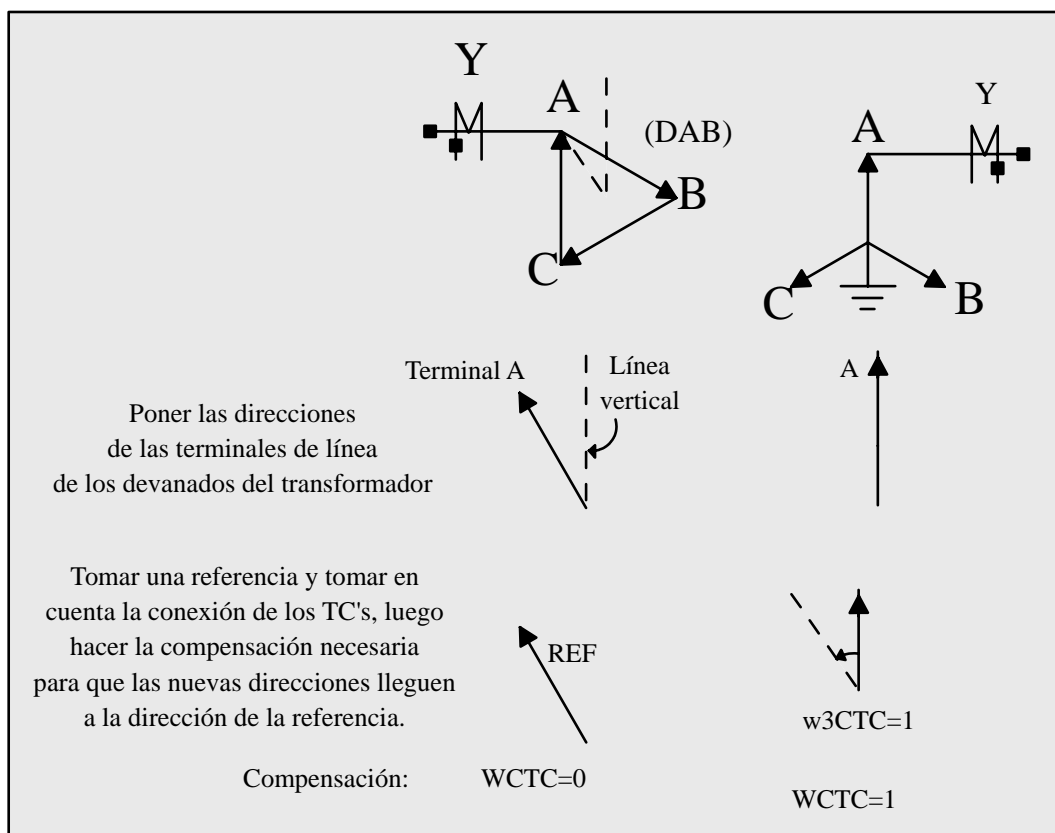 Y
A
(DAB)
B
C
A
Y
C
B
Terminal A
Línea
vertical
A
Poner las direcciones
de las terminales de línea
de los devanados del transformador
Tomar una referencia y tomar en
cuenta la conexión de los TC's, luego
hacer la compensación necesaria
para que las nuevas direcciones lleguen
a la dirección de la referencia.
REF
w3CTC=1
Compensación:
WCTC=0
WCTC=1